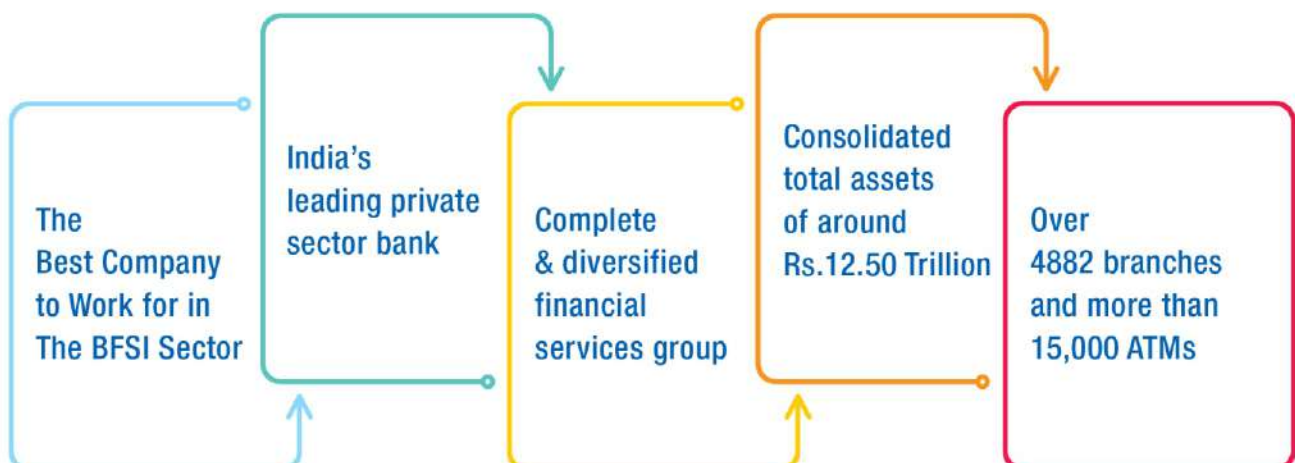 The
Best Company
to Work for in
The BFSI Sector
India's
leading private
sector bank
Complete
& diversified
financial
services group
Consolidated
total assets
of around
Rs.12.50 Trillion
Over
4882 branches
and more than
15,000 ATMs